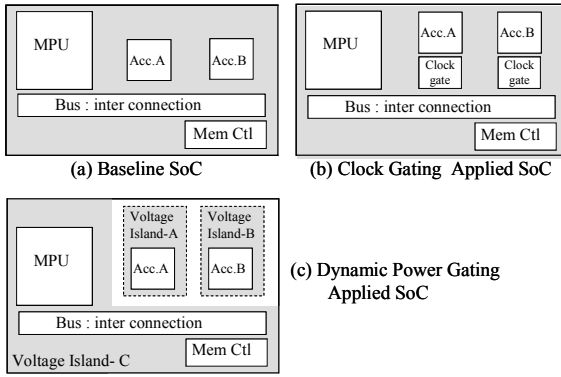 MPU
Acc.A
Acc.B
Bus : inter connection
Mem Ctl
(a) Baseline SoC
MPU
Acc.A
Acc.B
Clock
gate
Clock
gate
Bus : inter connection
Mem Ctl
(b) Clock Gating Applied SoC
MPU
Voltage
Island-A
Acc.A
Voltage
Island-B
Acc.B
Bus : inter connection
Voltage Island- C
Mem Ctl
(c) Dynamic Power Gating
Applied SoC